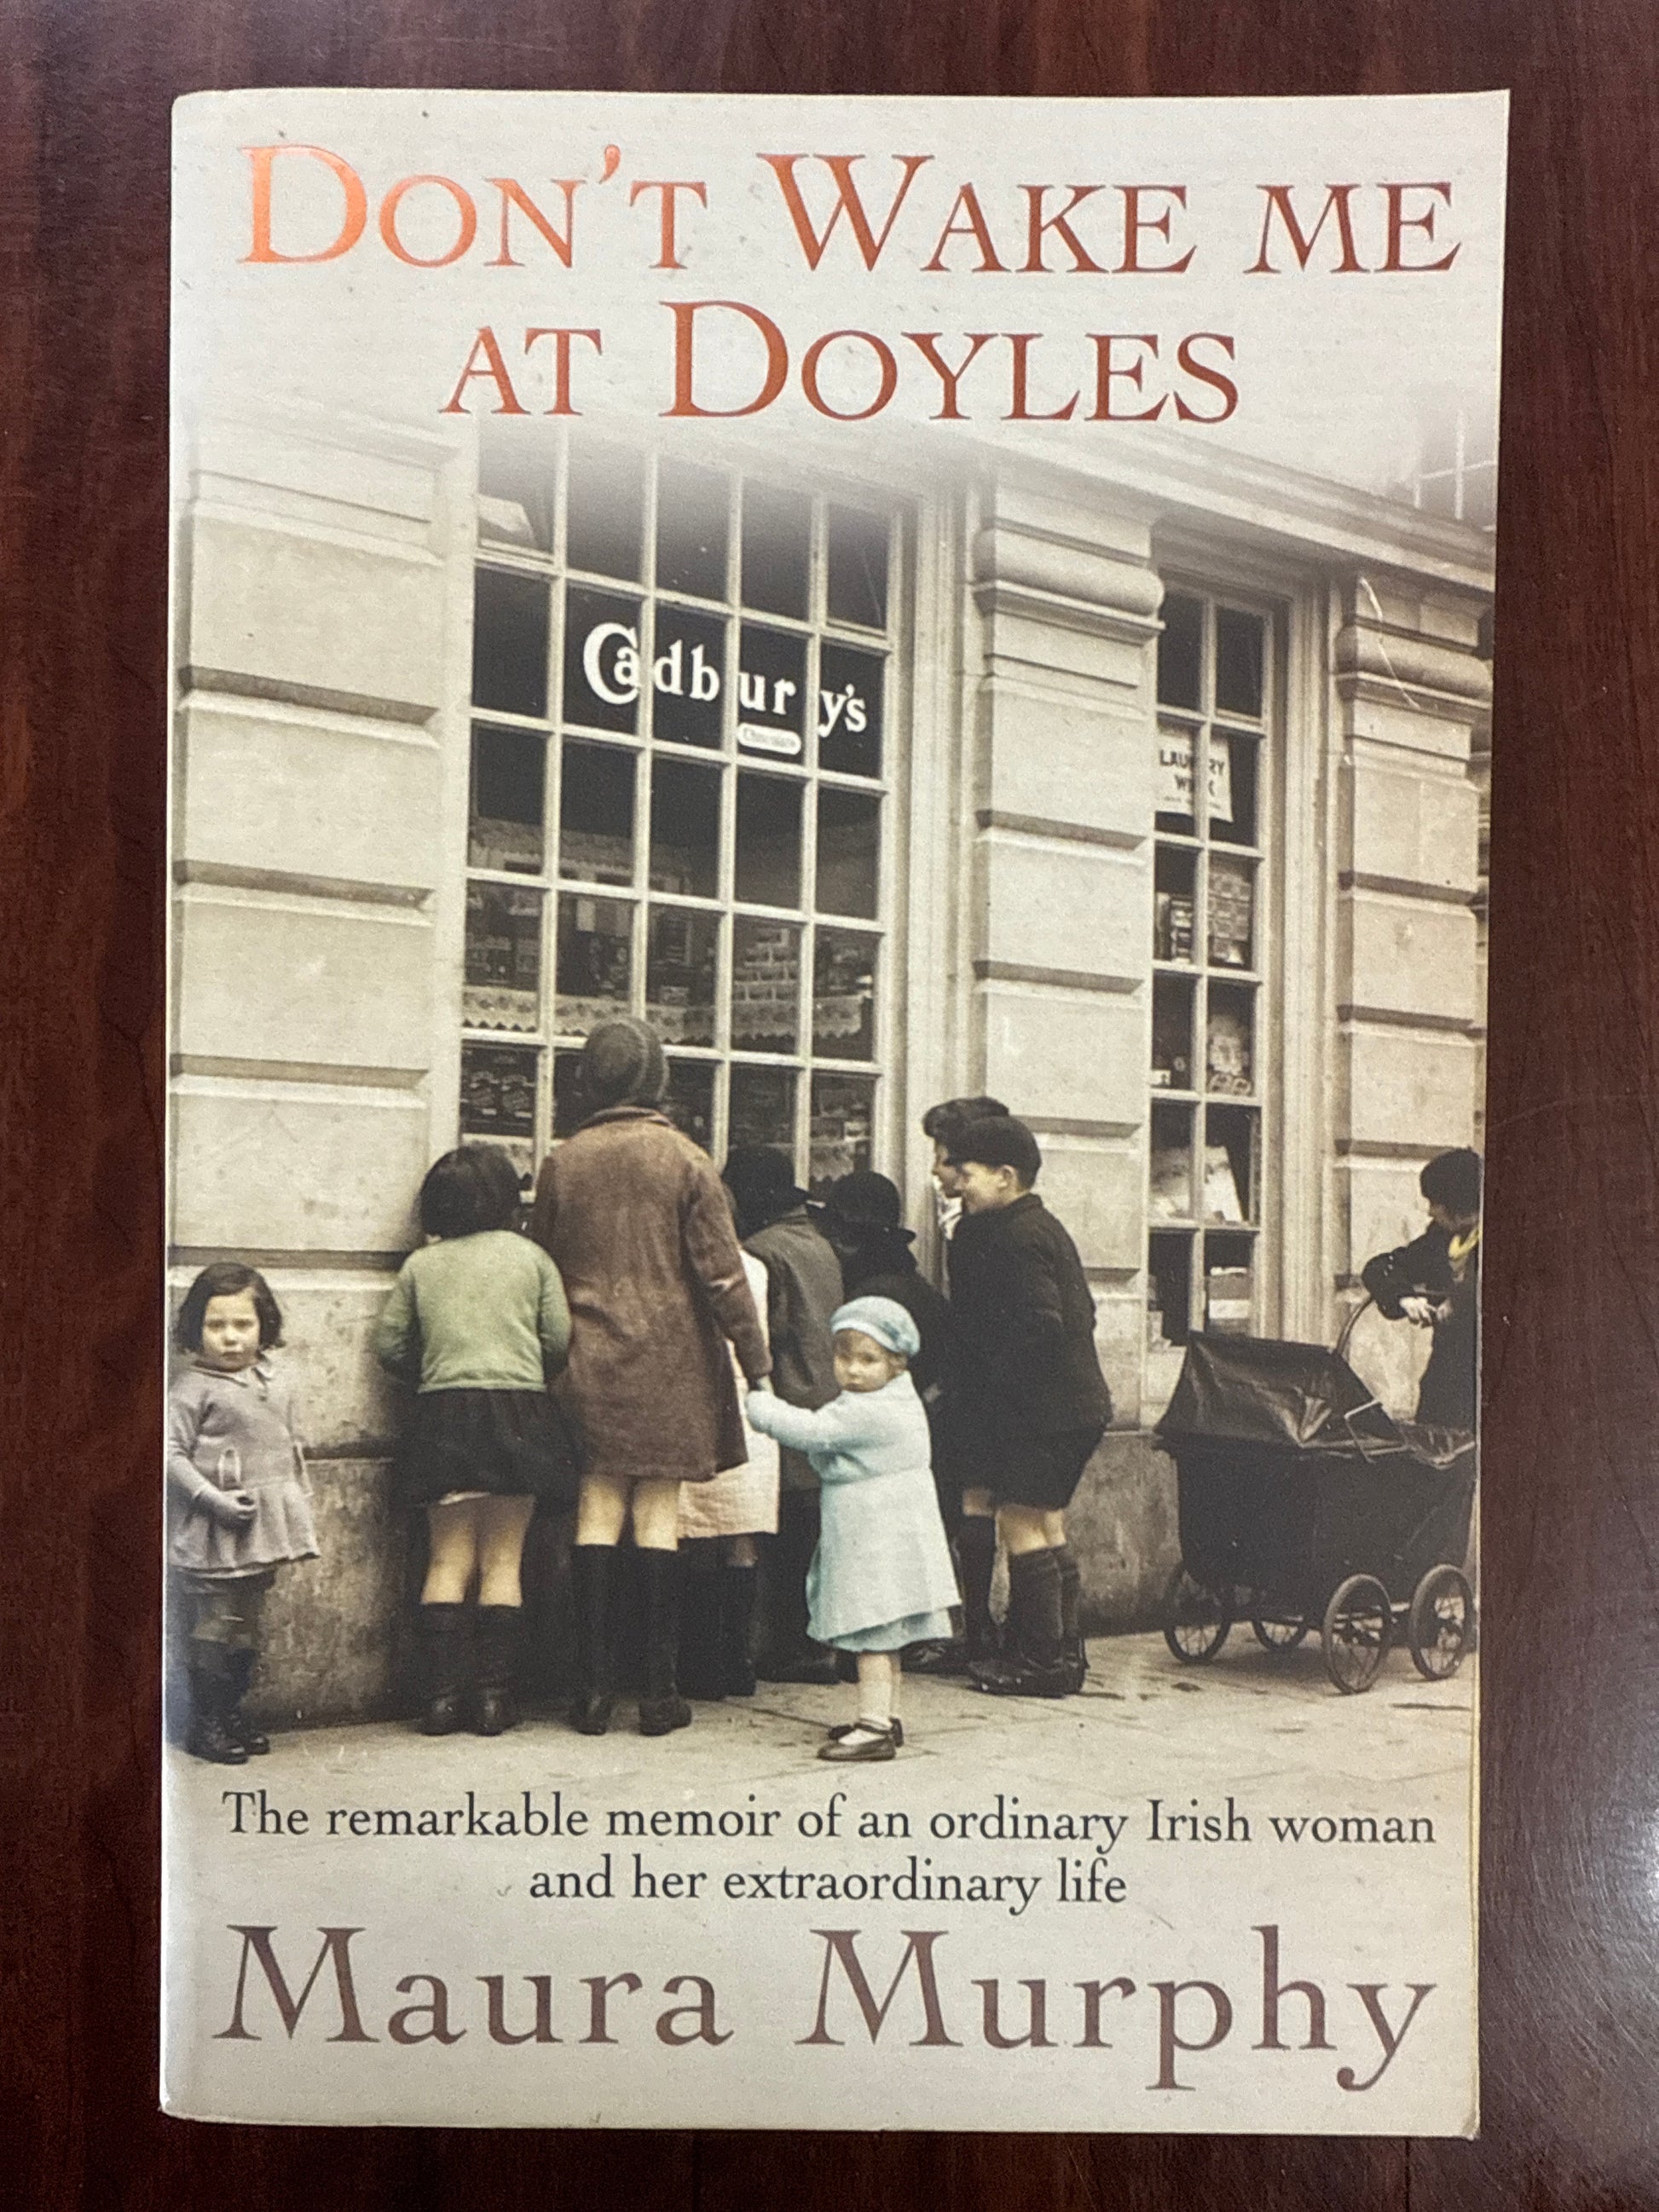 DON'T WAKE ME
AT DOYLES
Cadbury's
The remarkable memoir of an ordinary Irish woman
and her extraordinary life
Maura Murphy